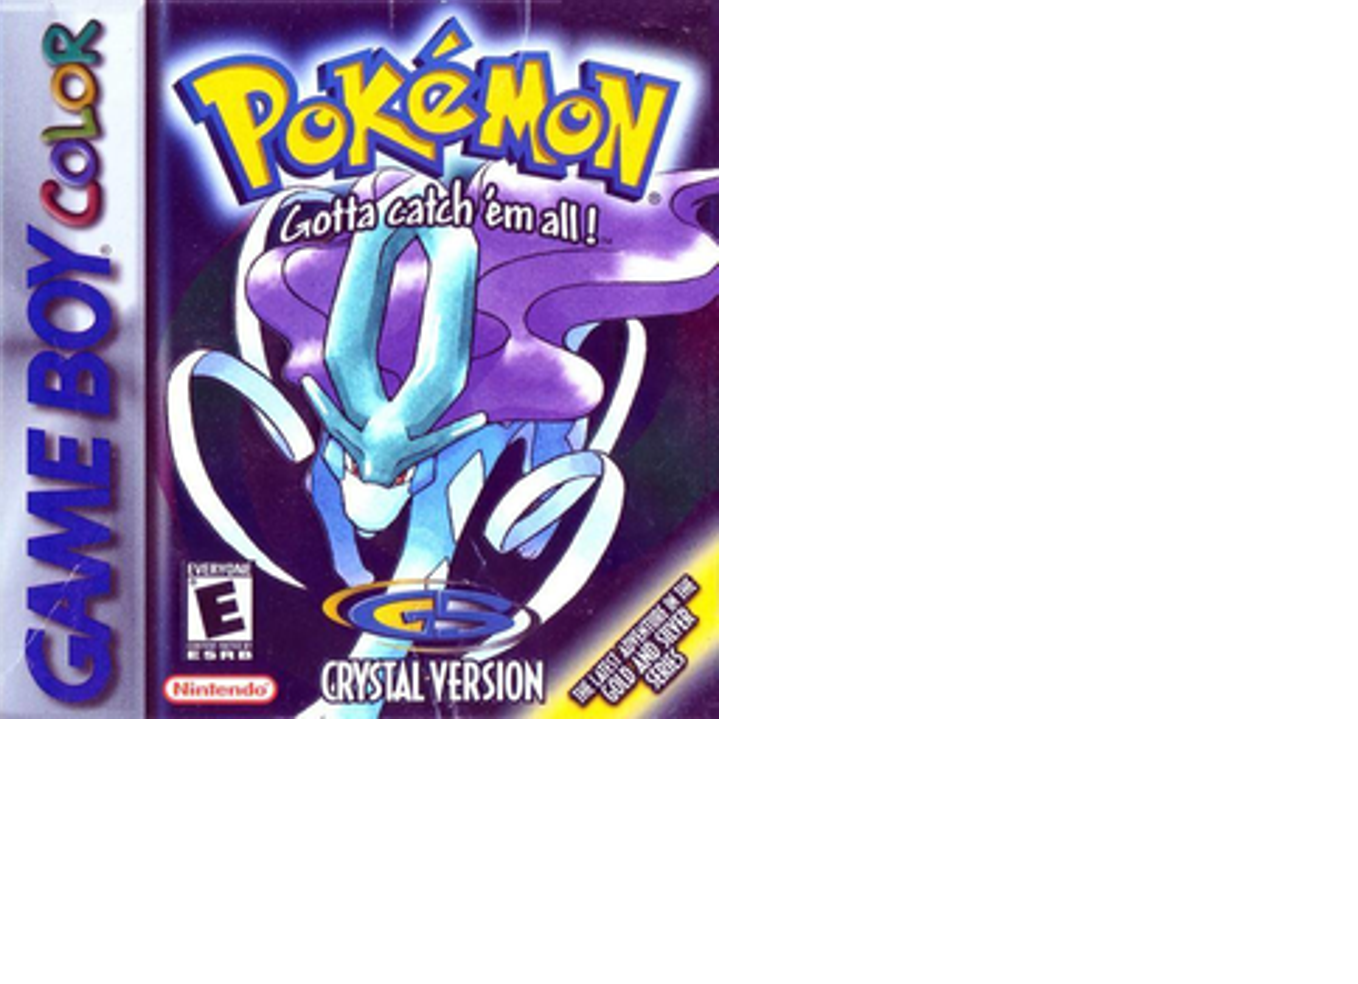 GAME BOY COLOR
POKéMON
Gotta catch 'em all!
EVERYONE
E
ESRB
Nintendo
GS
CRYSTAL VERSION
THE LATEST ADVENTURE IN THE
GOLD AND SILVER
SERIES